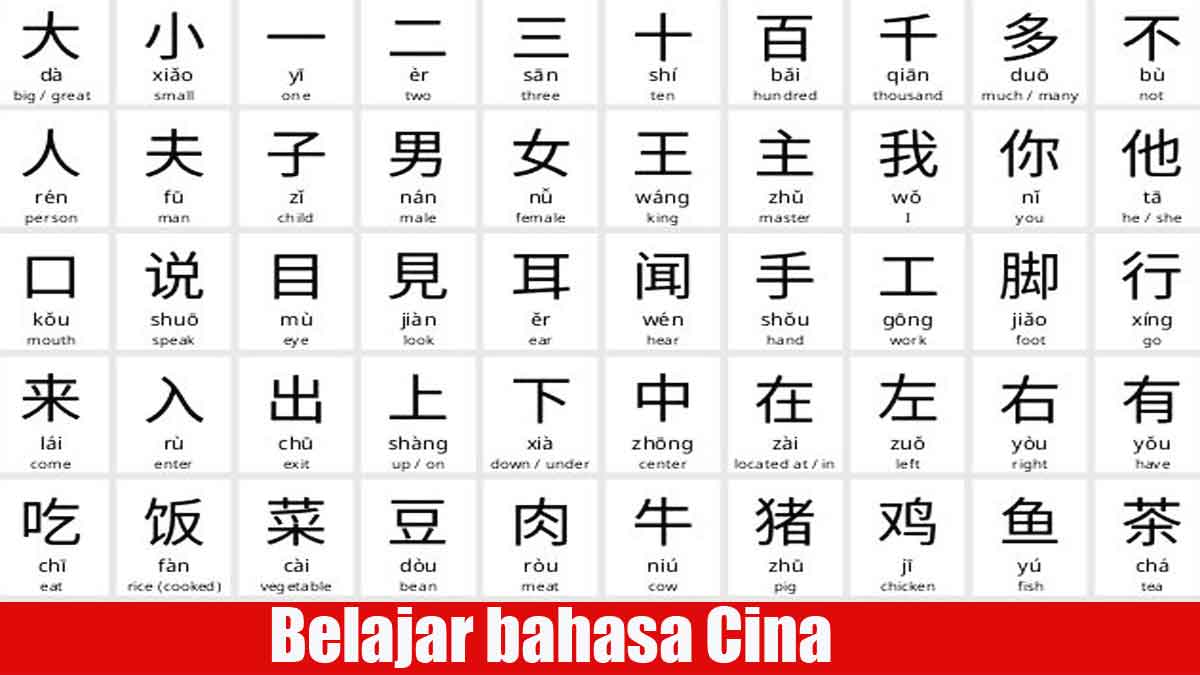 大 小 一 二 三 十 百 千 多 不
dà xiǎo yī èr sān shí bǎi qiān duō bù
big / great small one two three ten hundred thousand much / many not
人 夫 子 男 女 王 主 我 你 他
rén fū zǐ nán nǚ wáng zhǔ wǒ nǐ tā
person man child male female king master I you he / she
口 说 目 見 耳 闻 手 工 脚 行
kǒu shuō mù jiàn ěr wén shǒu gōng jiǎo xíng
mouth speak eye look ear hear hand work foot go
来 入 出 上 下 中 在 左 右 有
lái rù chū shàng xià zhōng zài zuǒ yòu yǒu
come enter exit up / on down / under center located at / in left right have
吃 饭 菜 豆 肉 牛 猪 鸡 鱼 茶
chī fàn cài dòu ròu niú zhū jī yú chá
eat rice (cooked) vegetable bean meat cow pig chicken fish tea
Belajar bahasa Cina